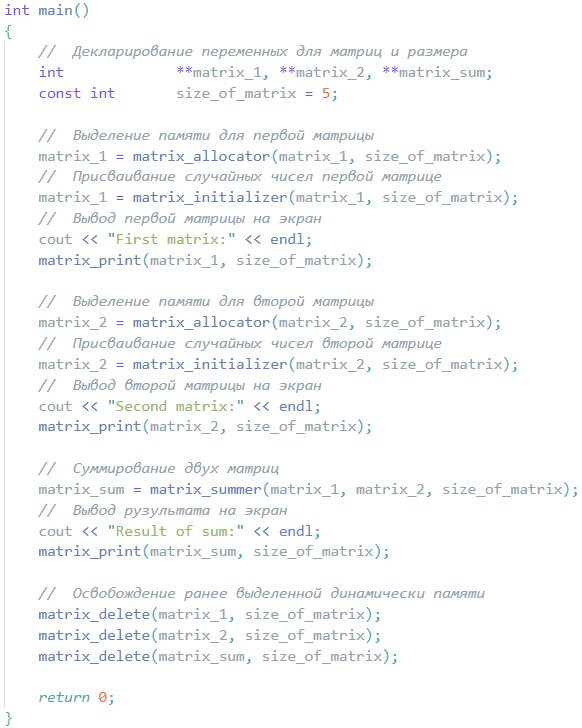 int main()
{
//  Декларирование переменных для матриц и размера
int             **matrix_1, **matrix_2, **matrix_sum;
const int       size_of_matrix = 5;
//  Выделение памяти для первой матрицы
matrix_1 = matrix_allocator(matrix_1, size_of_matrix);
//  Присваивание случайных чисел первой матрице
matrix_1 = matrix_initializer(matrix_1, size_of_matrix);
//  Вывод первой матрицы на экран
cout << "First matrix:" << endl;
matrix_print(matrix_1, size_of_matrix);
//  Выделение памяти для второй матрицы
matrix_2 = matrix_allocator(matrix_2, size_of_matrix);
//  Присваивание случайных чисел второй матрице
matrix_2 = matrix_initializer(matrix_2, size_of_matrix);
//  Вывод второй матрицы на экран
cout << "Second matrix:" << endl;
matrix_print(matrix_2, size_of_matrix);
//  Суммирование двух матриц
matrix_sum = matrix_summer(matrix_1, matrix_2, size_of_matrix);
//  Вывод рузультата на экран
cout << "Result of sum:" << endl;
matrix_print(matrix_sum, size_of_matrix);
//  Освобождение ранее выделенной динамически памяти
matrix_delete(matrix_1, size_of_matrix);
matrix_delete(matrix_2, size_of_matrix);
matrix_delete(matrix_sum, size_of_matrix);
return 0;
}